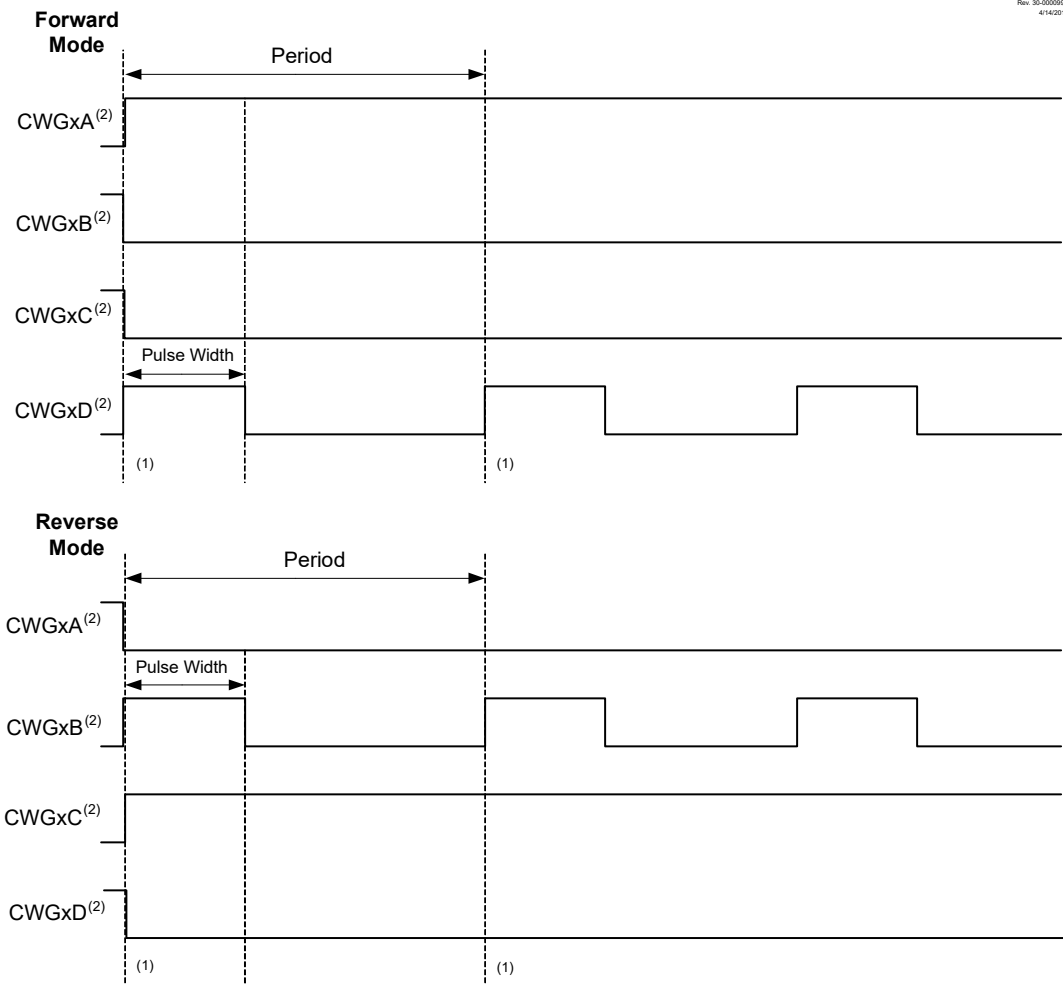 Forward
Mode
Period
CWGxA(2)
CWGxB(2)
CWGxC(2)
Pulse Width
CWGxD(2)
(1)
(1)
Reverse
Mode
Period
CWGxA(2)
Pulse Width
CWGxB(2)
CWGxC(2)
CWGxD(2)
(1)
(1)